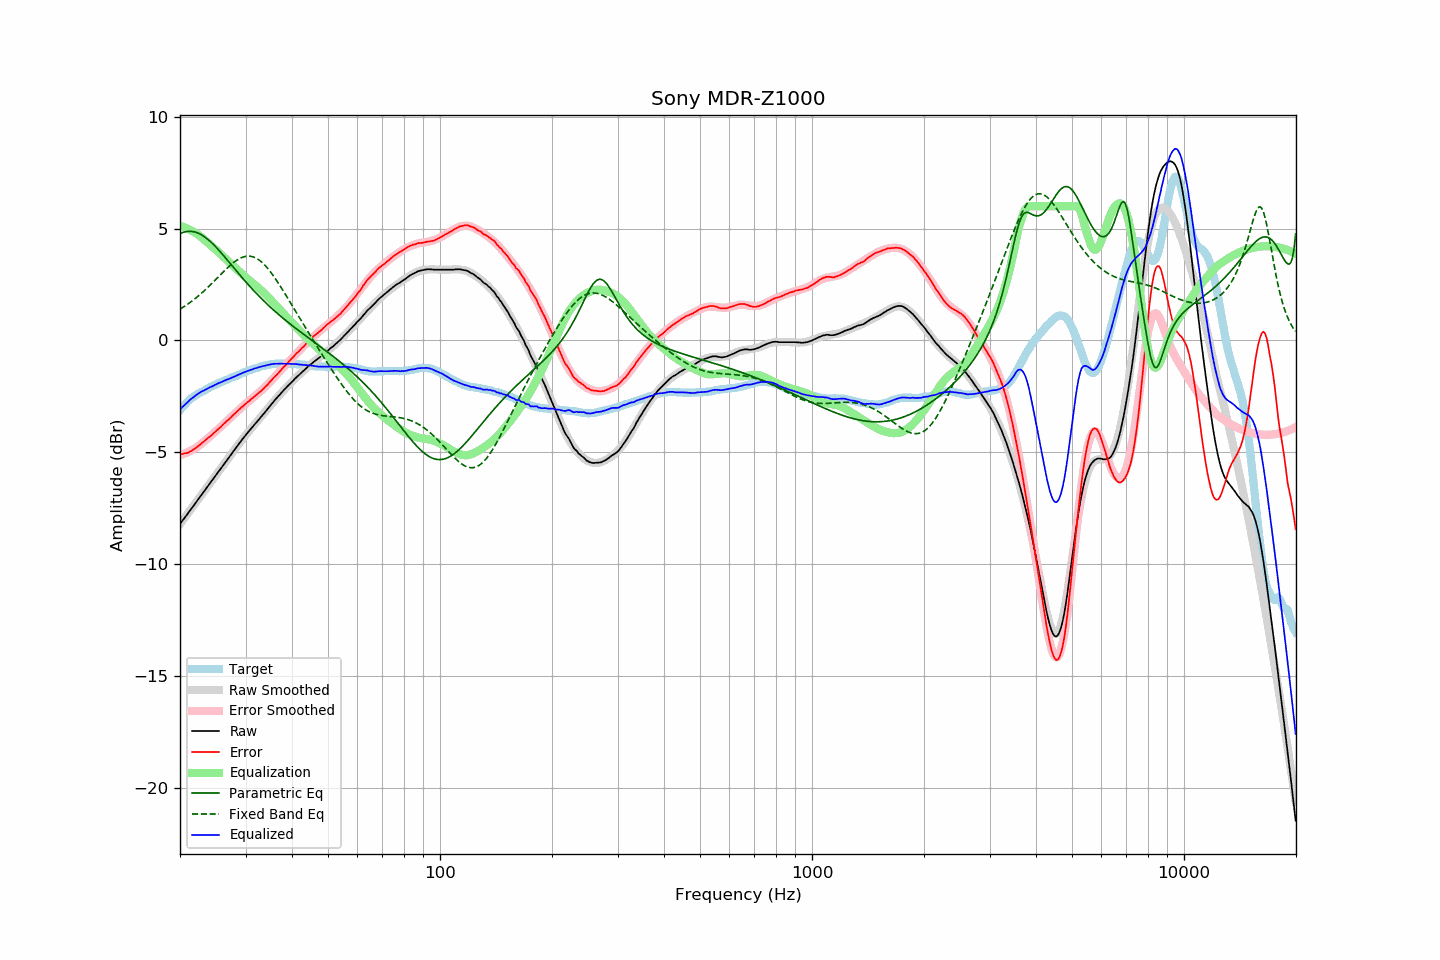 Sony MDR-Z1000
Amplitude (dBr)
10
5
0
−5
−10
−15
−20
Target
Raw Smoothed
Error Smoothed
Raw
Error
Equalization
Parametric Eq
Fixed Band Eq
Equalized
100
1000
10000
Frequency (Hz)